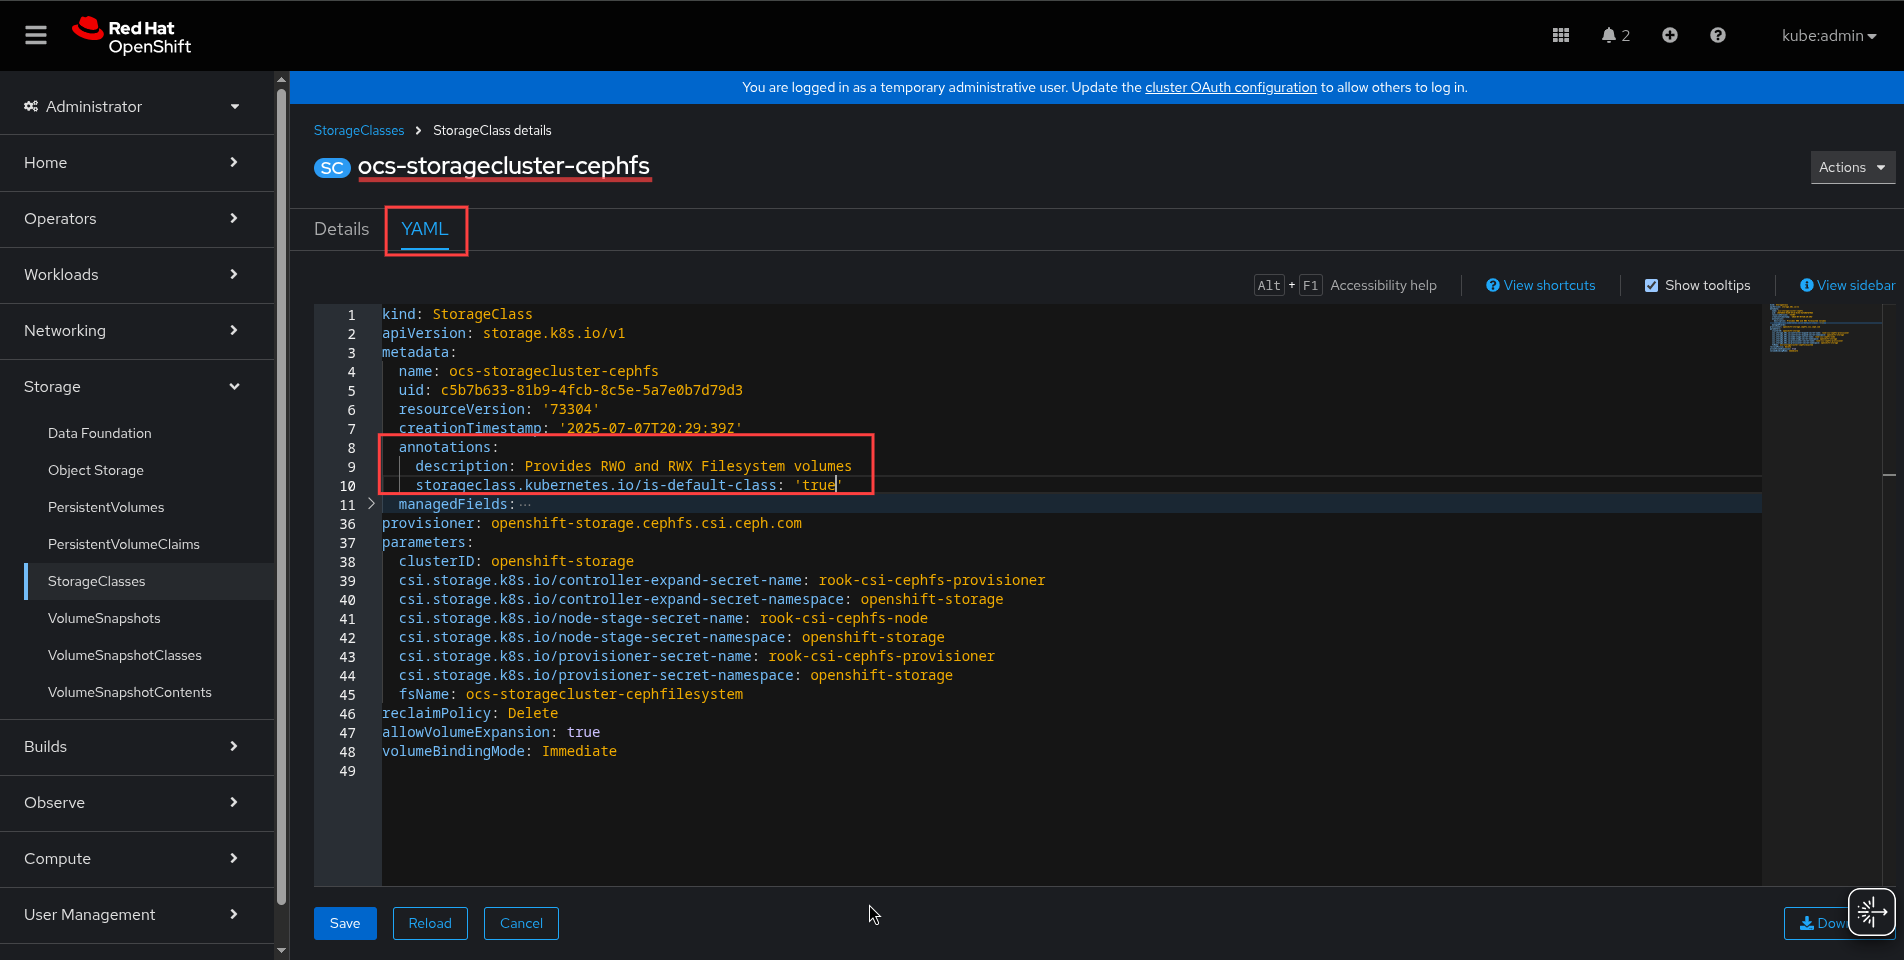 Red Hat
OpenShift
2
kube:admin
You are logged in as a temporary administrative user. Update the cluster OAuth configuration to allow others to log in.
Administrator
Home
Operators
Workloads
Networking
Storage
Data Foundation
Object Storage
PersistentVolumes
PersistentVolumeClaims
StorageClasses
VolumeSnapshots
VolumeSnapshotClasses
VolumeSnapshotContents
Builds
Observe
Compute
User Management
StorageClasses > StorageClass details
SC ocs-storagecluster-cephfs
Actions
Details YAML
Alt + F1 Accessibility help View shortcuts Show tooltips View sidebar
1 kind: StorageClass
2 apiVersion: storage.k8s.io/v1
3 metadata:
4 name: ocs-storagecluster-cephfs
5 uid: c5b7b633-81b9-4fcb-8c5e-5a7e0b7d79d3
6 resourceVersion: '73304'
7 creationTimestamp: '2025-07-07T20:29:39Z'
8 annotations:
9 description: Provides RWO and RWX Filesystem volumes
10 storageclass.kubernetes.io/is-default-class: 'true'
11 managedFields: ...
36 provisioner: openshift-storage.cephfs.csi.ceph.com
37 parameters:
38 clusterID: openshift-storage
39 csi.storage.k8s.io/controller-expand-secret-name: rook-csi-cephfs-provisioner
40 csi.storage.k8s.io/controller-expand-secret-namespace: openshift-storage
41 csi.storage.k8s.io/node-stage-secret-name: rook-csi-cephfs-node
42 csi.storage.k8s.io/node-stage-secret-namespace: openshift-storage
43 csi.storage.k8s.io/provisioner-secret-name: rook-csi-cephfs-provisioner
44 csi.storage.k8s.io/provisioner-secret-namespace: openshift-storage
45 fsName: ocs-storagecluster-cephfilesystem
46 reclaimPolicy: Delete
47 allowVolumeExpansion: true
48 volumeBindingMode: Immediate
49
Save Reload Cancel